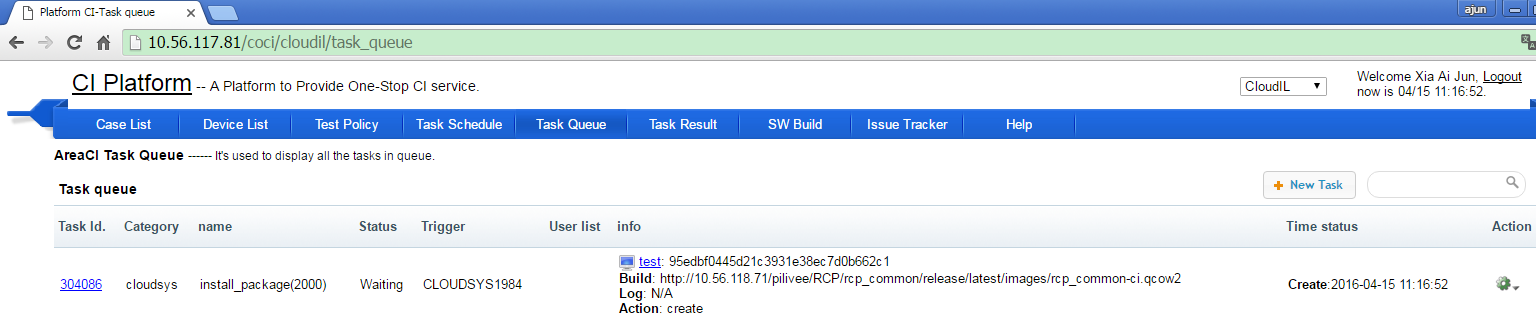 Platform CI-Task queue
ajun
10.56.117.81/coci/cloudil/task_queue
CI Platform -- A Platform to Provide One-Stop CI service.
CloudIL
Welcome Xia Ai Jun, Logout
now is 04/15 11:16:52.
Case List Device List Test Policy Task Schedule Task Queue Task Result SW Build Issue Tracker Help
AreaCI Task Queue ------ It's used to display all the tasks in queue.
Task queue
New Task
Task Id. Category name Status Trigger User list info Time status Action
304086 cloudsys install_package(2000) Waiting CLOUDSYS1984
test: 95edbf0445d21c3931e38ec7d0b662c1
Build: http://10.56.118.71/pilivee/RCP/rcp_common/release/latest/images/rcp_common-ci.qcow2
Log: N/A
Action: create
Create:2016-04-15 11:16:52